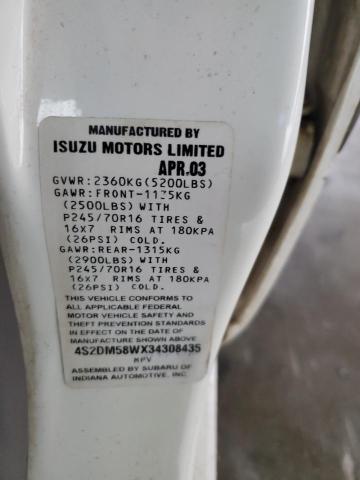 MANUFACTURED BY
ISUZU MOTORS LIMITED
APR.03
GVWR:2360KG(5200LBS)
GAWR:FRONT-1135KG
(2500LBS)WITH
P245/70R16 TIRES &
16x7 RIMS AT 180KPA
(26PSI) COLD.
GAWR:REAR-1315KG
(2900LBS)WITH
P245/70R16 TIRES &
16x7 RIMS AT 180KPA
(26PSI) COLD.
THIS VEHICLE CONFORMS TO
ALL APPLICABLE FEDERAL
MOTOR VEHICLE SAFETY AND
THEFT PREVENTION STANDARDS
IN EFFECT ON THE DATE OF
MANUFACTURE SHOWN ABOVE
4S2DM58WX34308435
MPV
ASSEMBLED BY SUBARU OF
INDIANA AUTOMOTIVE, INC.